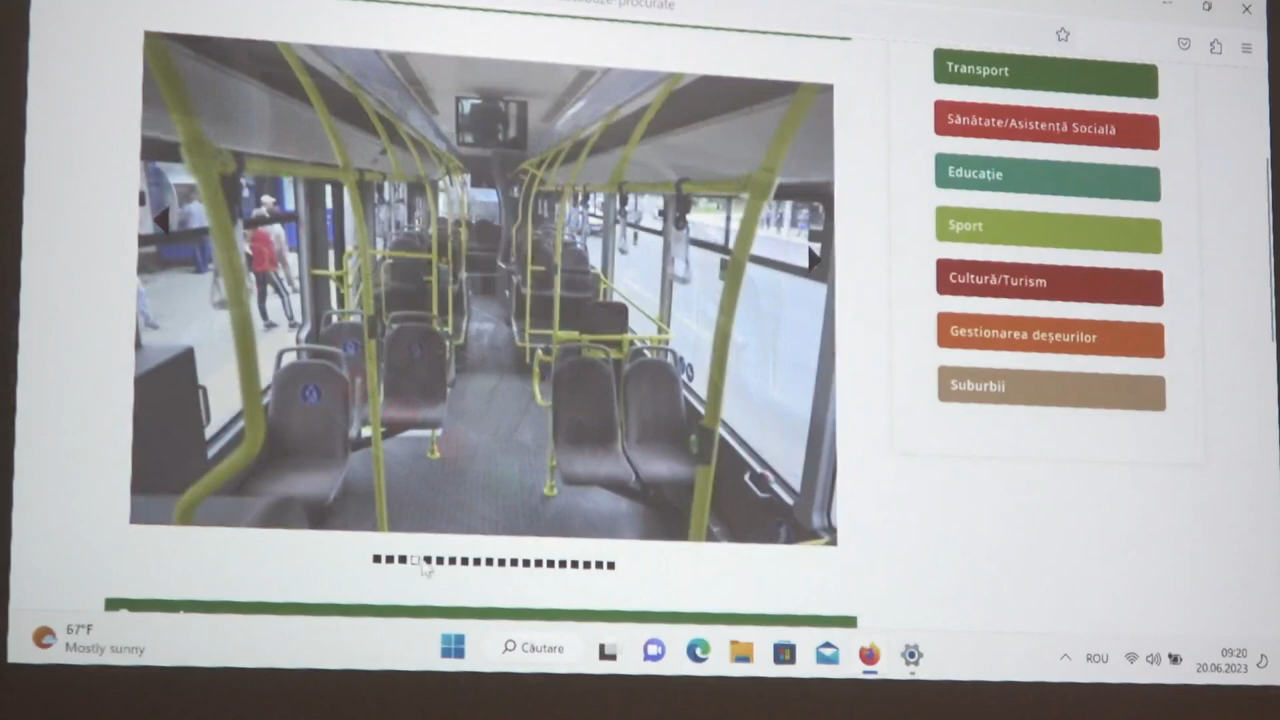 Transport
Sănătate/Asistență Socială
Educație
Sport
Cultură/Turism
Gestionarea deșeurilor
Suburbii
67°F
Mostly sunny
Căutare
ROU
09:20
20.06.2023